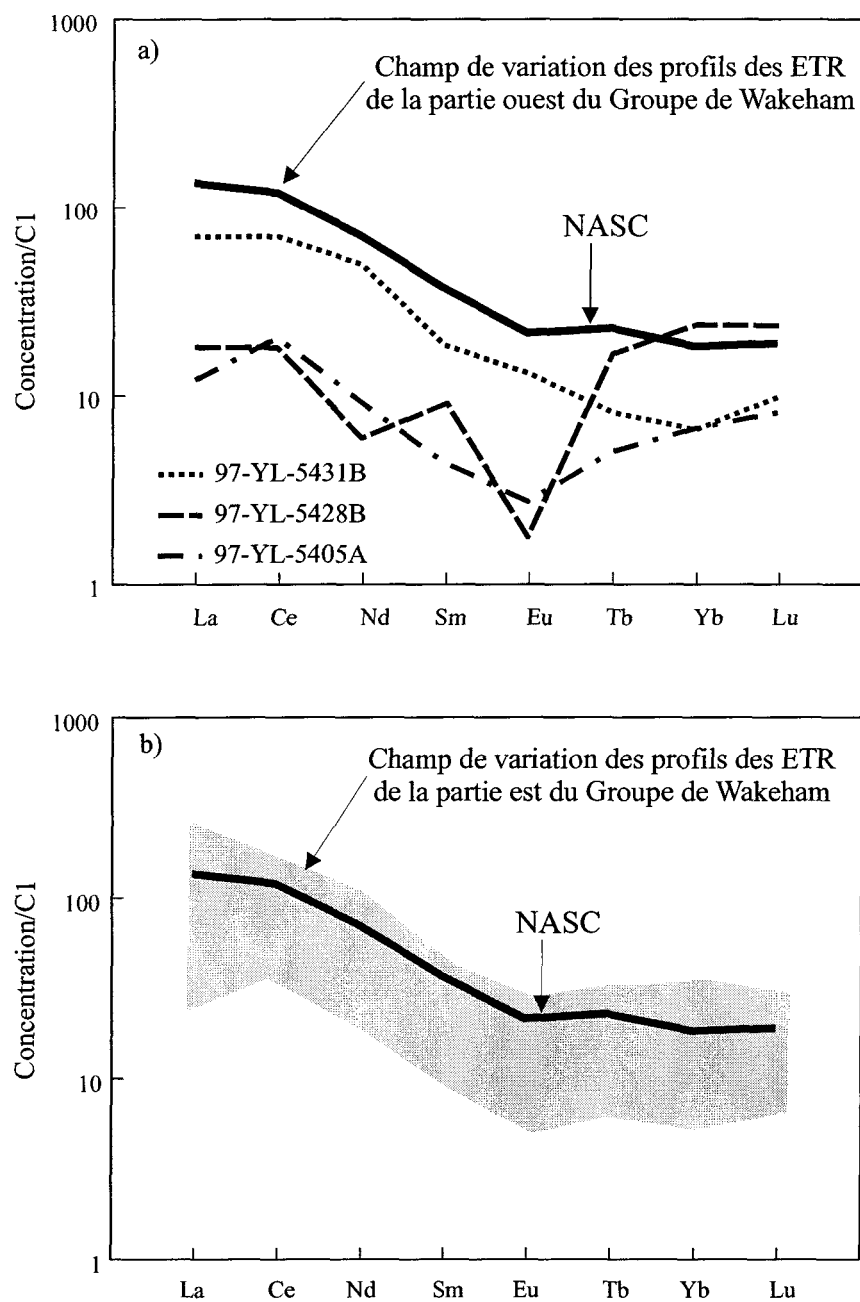 1000
a)
Champ de variation des profils des ETR
de la partie ouest du Groupe de Wakeham
100
NASC
Concentration/C1
10
97-YL-5431B
97-YL-5428B
97-YL-5405A
1
La Ce Nd Sm Eu Tb Yb Lu
1000
b)
Champ de variation des profils des ETR
de la partie est du Groupe de Wakeham
100
NASC
Concentration/C1
10
1
La Ce Nd Sm Eu Tb Yb Lu